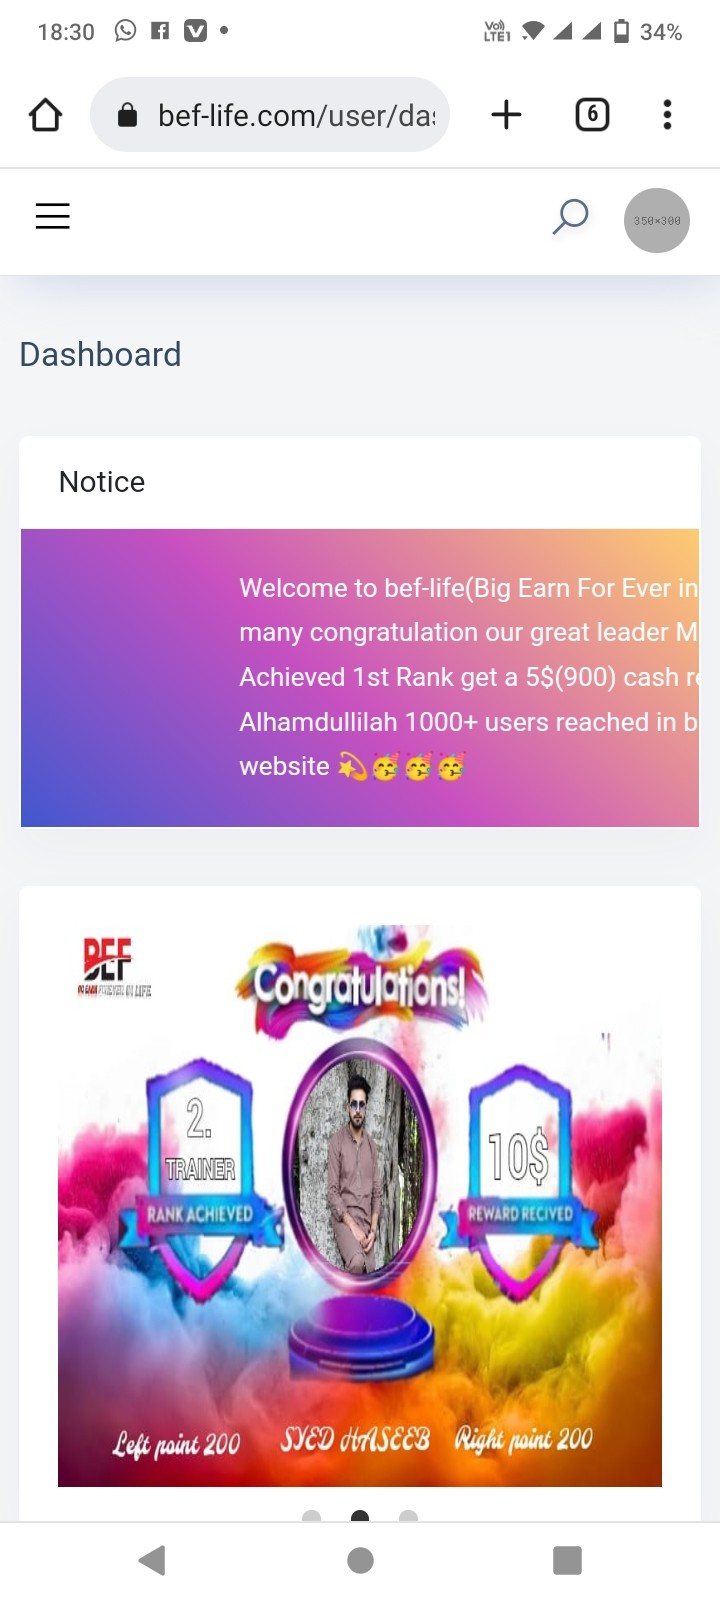 18:30
Vo)) LTE1 34%
bef-life.com/user/da
6
350×300
Dashboard
Notice
Welcome to bef-life(Big Earn For Ever in
many congratulation our great leader M
Achieved 1st Rank get a 5$(900) cash re
Alhamdullilah 1000+ users reached in b
website 💫🥳🥳🥳
BEF
Congratulations!
2.
TRAINER
RANK ACHIEVED
10$
REWARD RECIVED
Left point 200
SYED HASEEB
Right point 200